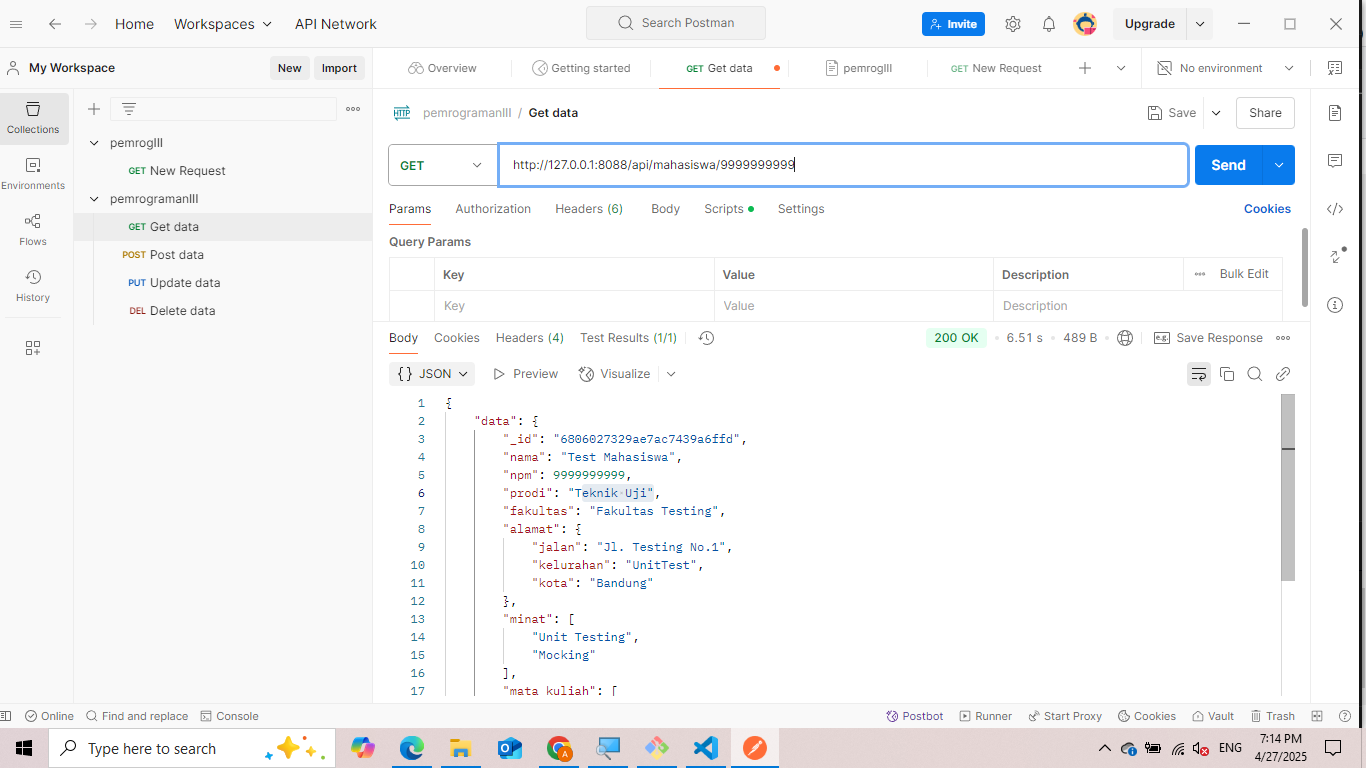 Home Workspaces API Network Search Postman Invite Upgrade
My Workspace New Import Overview Getting started GET Get data pemrogIII GET New Request No environment
Collections
Environments
Flows
History
pemrogIII
GET New Request
pemrogramanIII
GET Get data
POST Post data
PUT Update data
DEL Delete data
HTTP pemrogramanIII / Get data Save Share
GET http://127.0.0.1:8088/api/mahasiswa/9999999999 Send
Params Authorization Headers (6) Body Scripts Settings Cookies
Query Params
Key Value Description Bulk Edit
Key Value Description
Body Cookies Headers (4) Test Results (1/1) 200 OK 6.51 s 489 B e.g. Save Response
{} JSON Preview Visualize
1 {
2 "data": {
3 "_id": "6806027329ae7ac7439a6ffd",
4 "nama": "Test Mahasiswa",
5 "npm": 9999999999,
6 "prodi": "Teknik·Uji",
7 "fakultas": "Fakultas Testing",
8 "alamat": {
9 "jalan": "Jl. Testing No.1",
10 "kelurahan": "UnitTest",
11 "kota": "Bandung"
12 },
13 "minat": [
14 "Unit Testing",
15 "Mocking"
16 ],
17 "mata kuliah": [
Online Find and replace Console Postbot Runner Start Proxy Cookies Vault Trash
Type here to search ENG 7:14 PM
4/27/2025